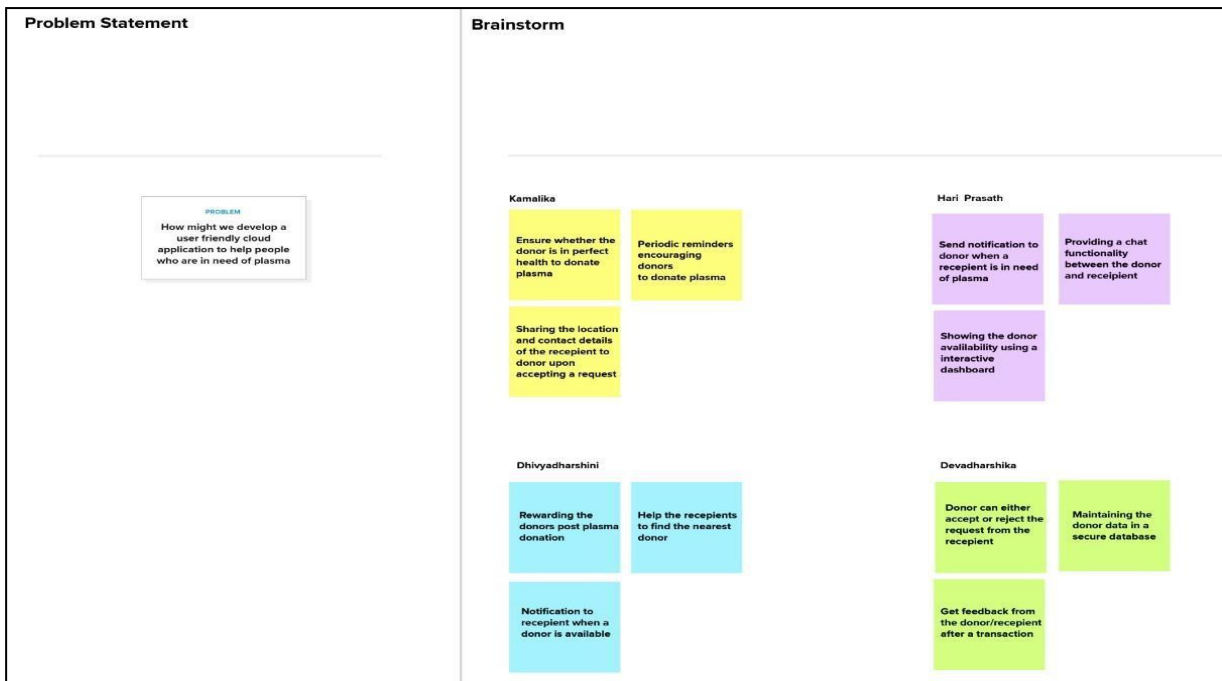 Problem Statement
Brainstorm
PROBLEM
How might we develop a
user friendly cloud
application to help people
who are in need of plasma
Kamalika
Ensure whether the
donor is in perfect
health to donate
plasma
Periodic reminders
encouraging
donors
to donate plasma
Sharing the location
and contact details
of the recepient to
donor upon
accepting a request
Hari Prasath
Send notification to
donor when a
recepient is in need
of plasma
Providing a chat
functionality
between the donor
and receipient
Showing the donor
avalilability using a
interactive
dashboard
Dhivyadharshini
Rewarding the
donors post plasma
donation
Help the recepients
to find the nearest
donor
Notification to
recepient when a
donor is available
Devadharshika
Donor can either
accept or reject the
request from the
recepient
Maintaining the
donor data in a
secure database
Get feedback from
the donor/recepient
after a transaction